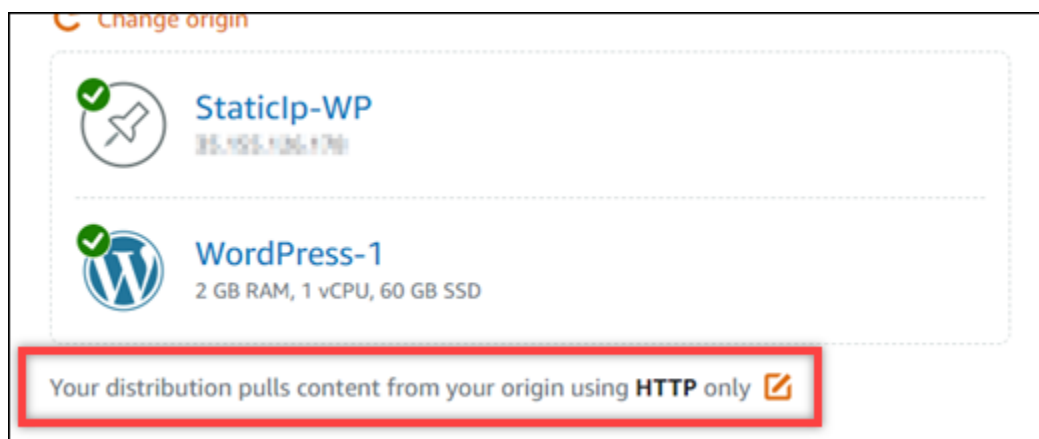 Change origin
StaticIp-WP
WordPress-1
2 GB RAM, 1 vCPU, 60 GB SSD
Your distribution pulls content from your origin using HTTP only